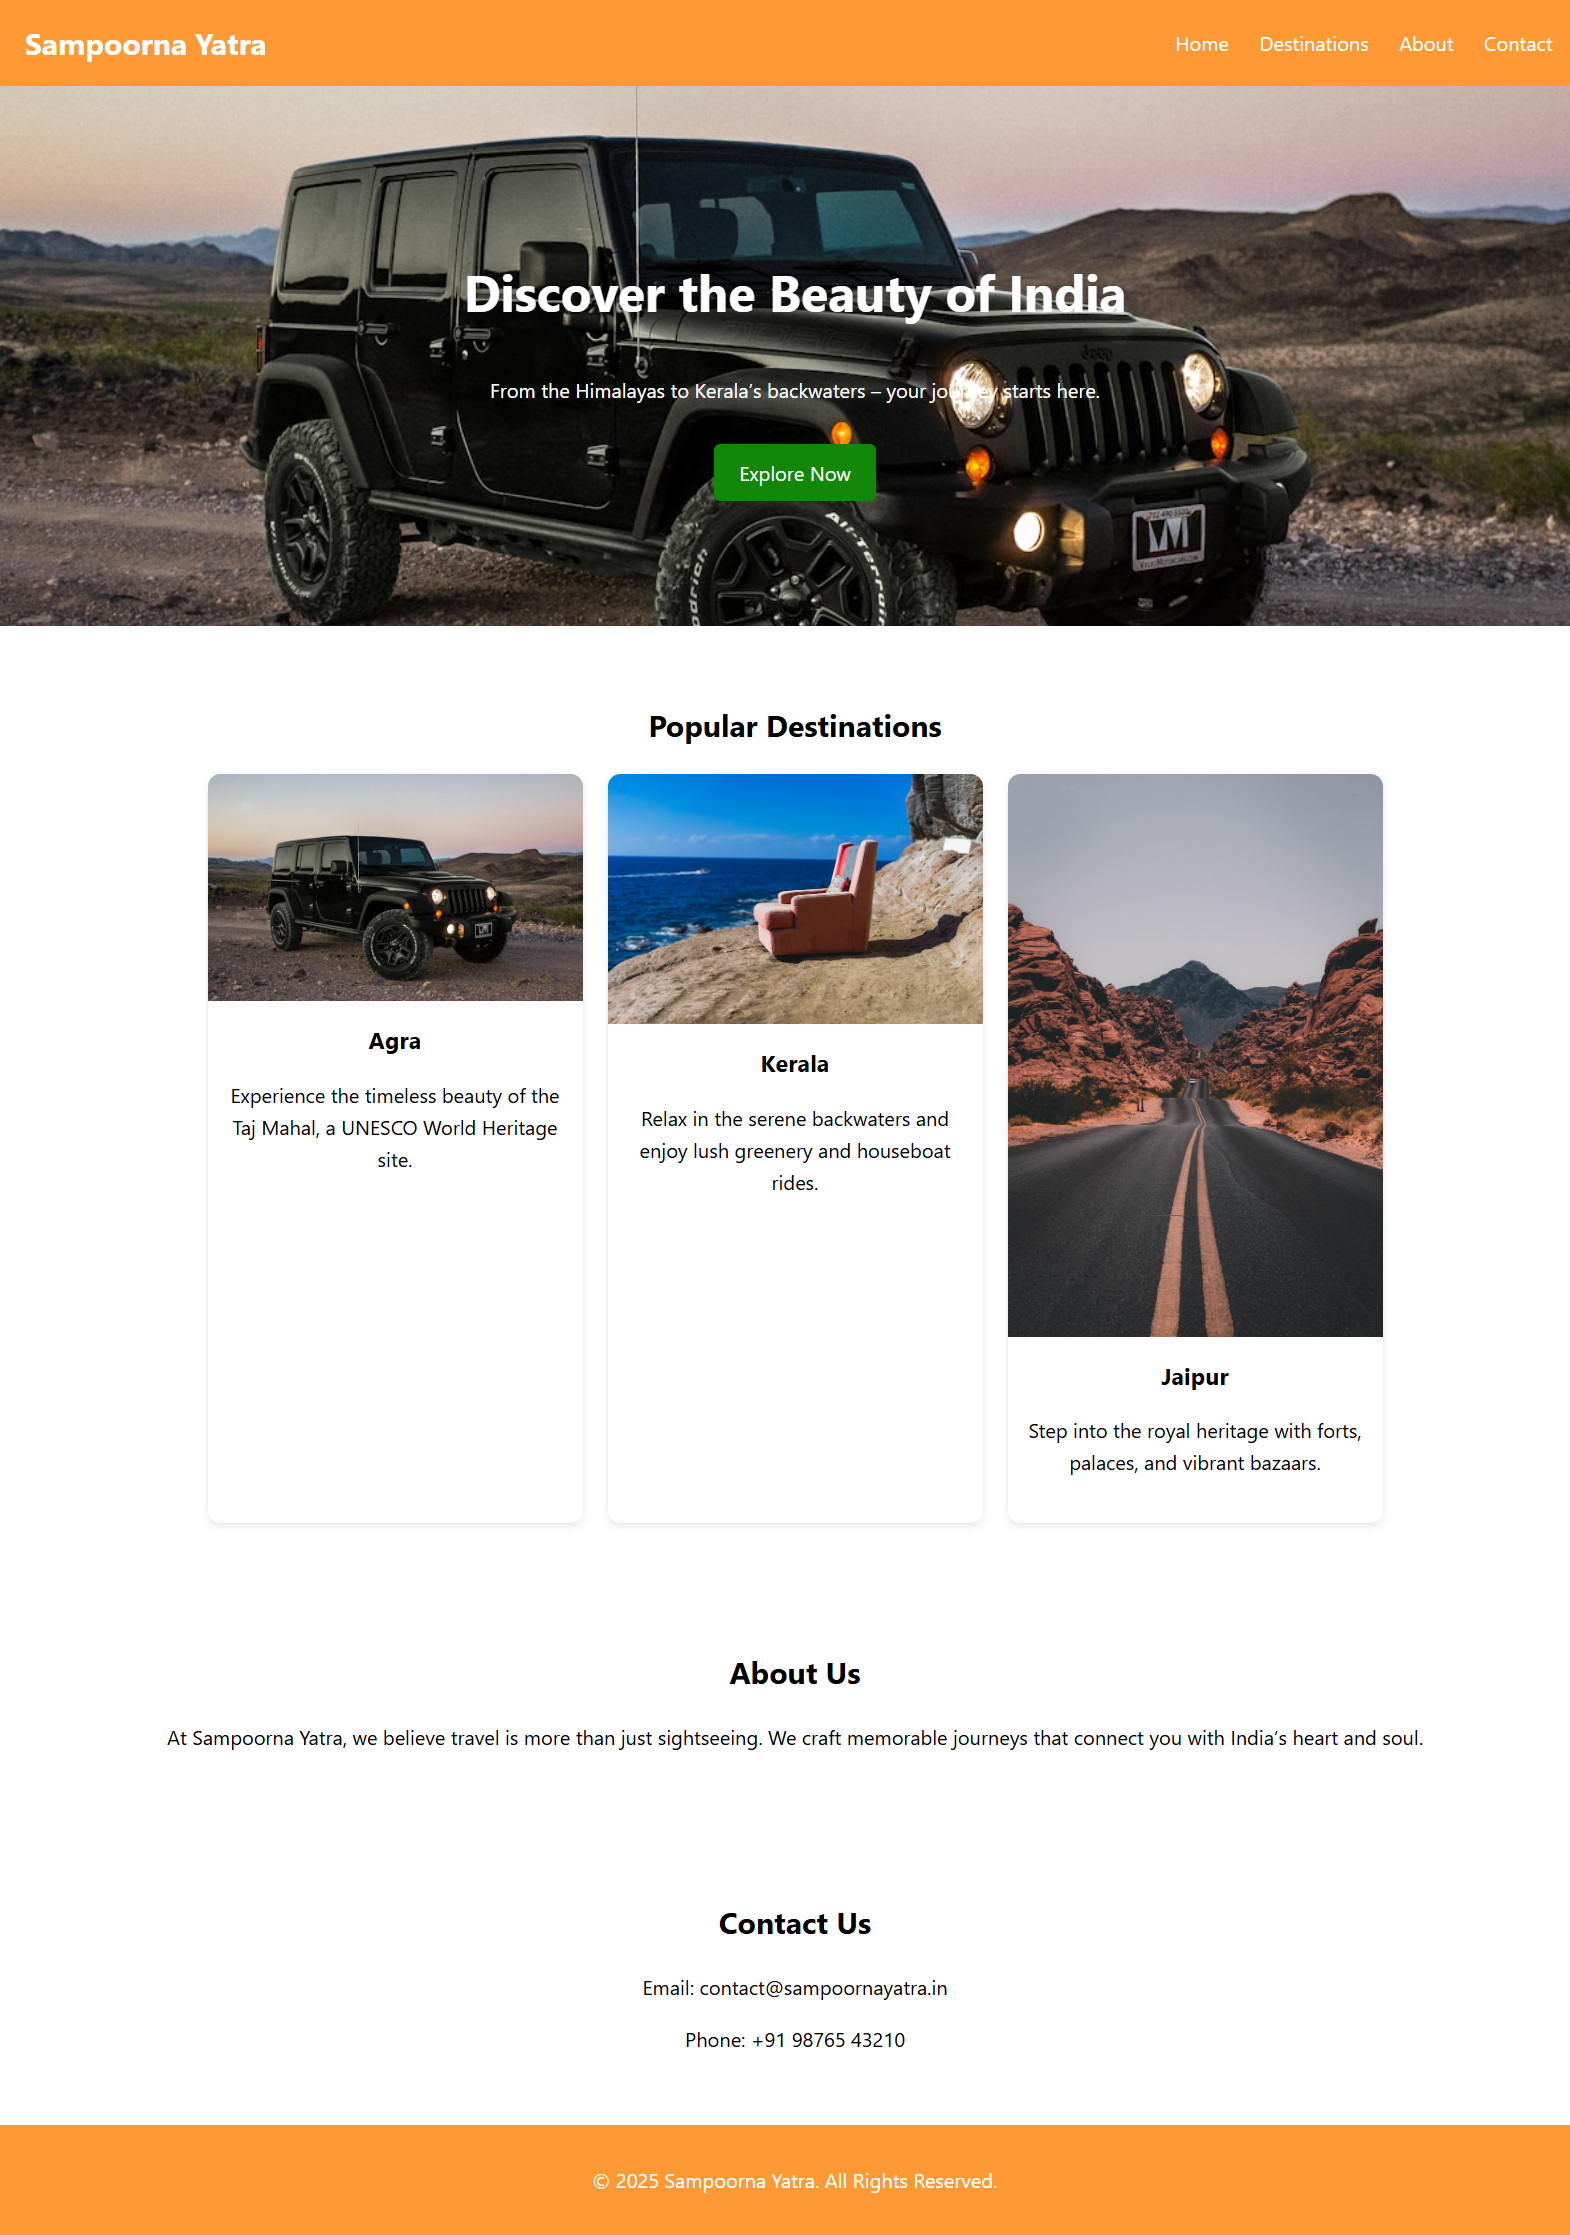 Sampoorna Yatra
Home Destinations About Contact
Discover the Beauty of India
From the Himalayas to Kerala’s backwaters – your journey starts here.
Explore Now
Jeep
All-Terrain
Popular Destinations
Agra
Experience the timeless beauty of the
Taj Mahal, a UNESCO World Heritage
site.
Kerala
Relax in the serene backwaters and
enjoy lush greenery and houseboat
rides.
Jaipur
Step into the royal heritage with forts,
palaces, and vibrant bazaars.
About Us
At Sampoorna Yatra, we believe travel is more than just sightseeing. We craft memorable journeys that connect you with India’s heart and soul.
Contact Us
Email: contact@sampoornayatra.in
Phone: +91 98765 43210
© 2025 Sampoorna Yatra. All Rights Reserved.